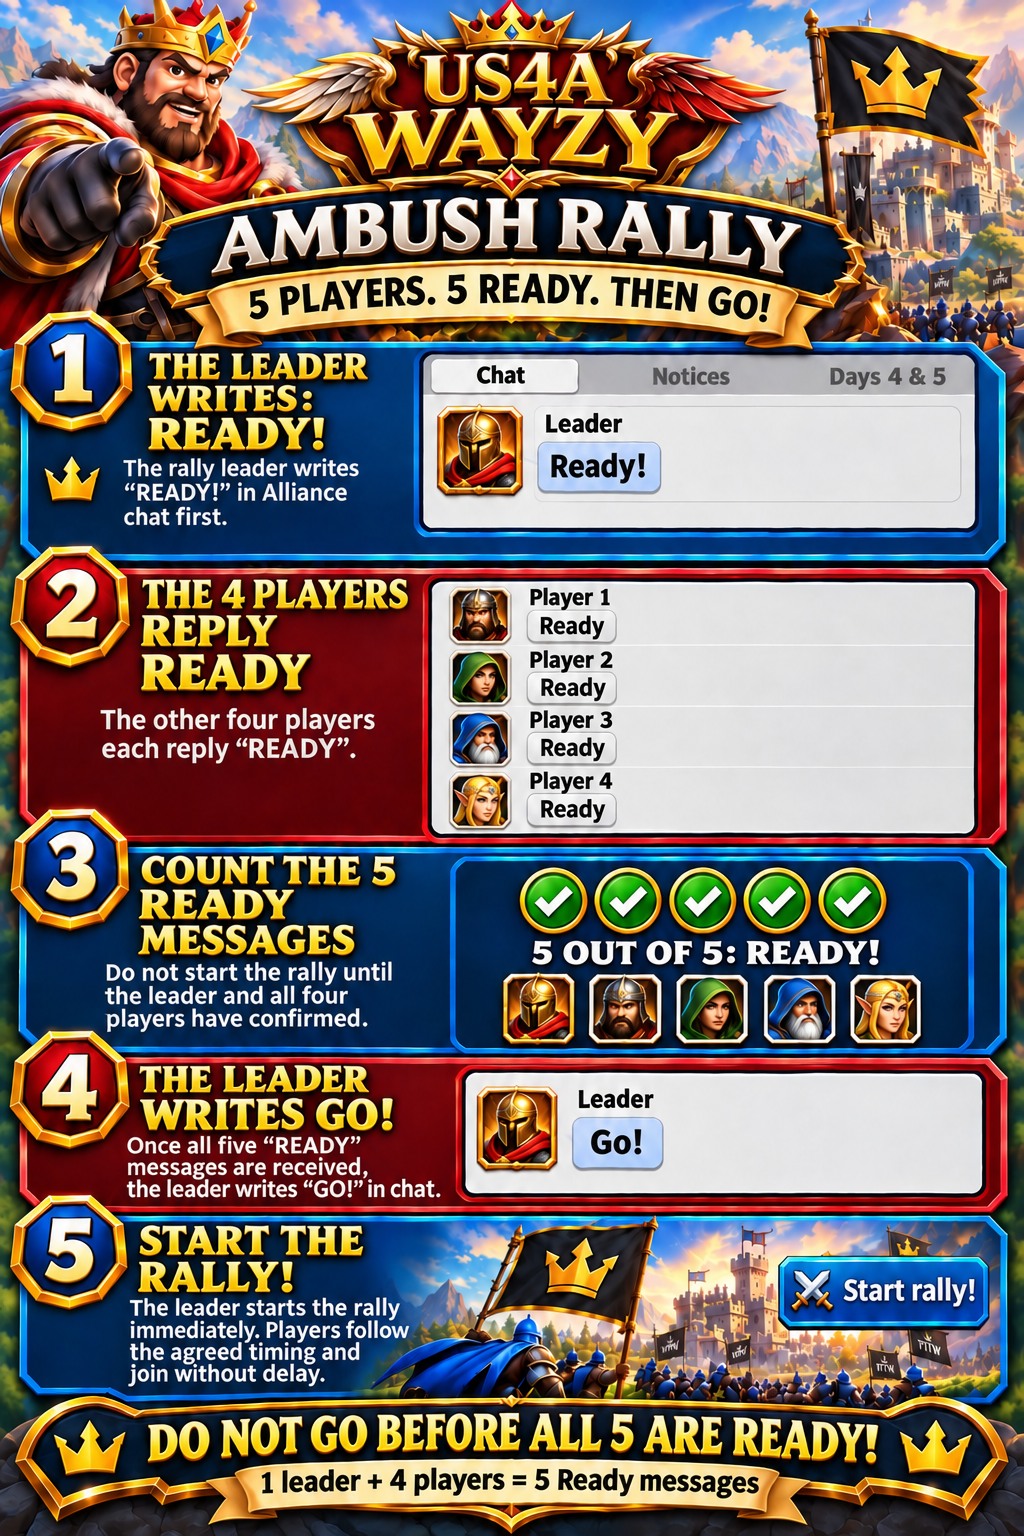 US4A
WAYZY
AMBUSH RALLY
5 PLAYERS. 5 READY. THEN GO!
1
THE LEADER
WRITES:
READY!
The rally leader writes
“READY!” in Alliance
chat first.
Chat Notices Days 4 & 5
Leader
Ready!
2
THE 4 PLAYERS
REPLY
READY
The other four players
each reply “READY”.
Player 1
Ready
Player 2
Ready
Player 3
Ready
Player 4
Ready
3
COUNT THE 5
READY
MESSAGES
Do not start the rally until
the leader and all four
players have confirmed.
5 OUT OF 5: READY!
4
THE LEADER
WRITES GO!
Once all five “READY”
messages are received,
the leader writes “GO!” in chat.
Leader
Go!
5
START THE
RALLY!
The leader starts the rally
immediately. Players follow
the agreed timing and
join without delay.
Start rally!
DO NOT GO BEFORE ALL 5 ARE READY!
1 leader + 4 players = 5 Ready messages